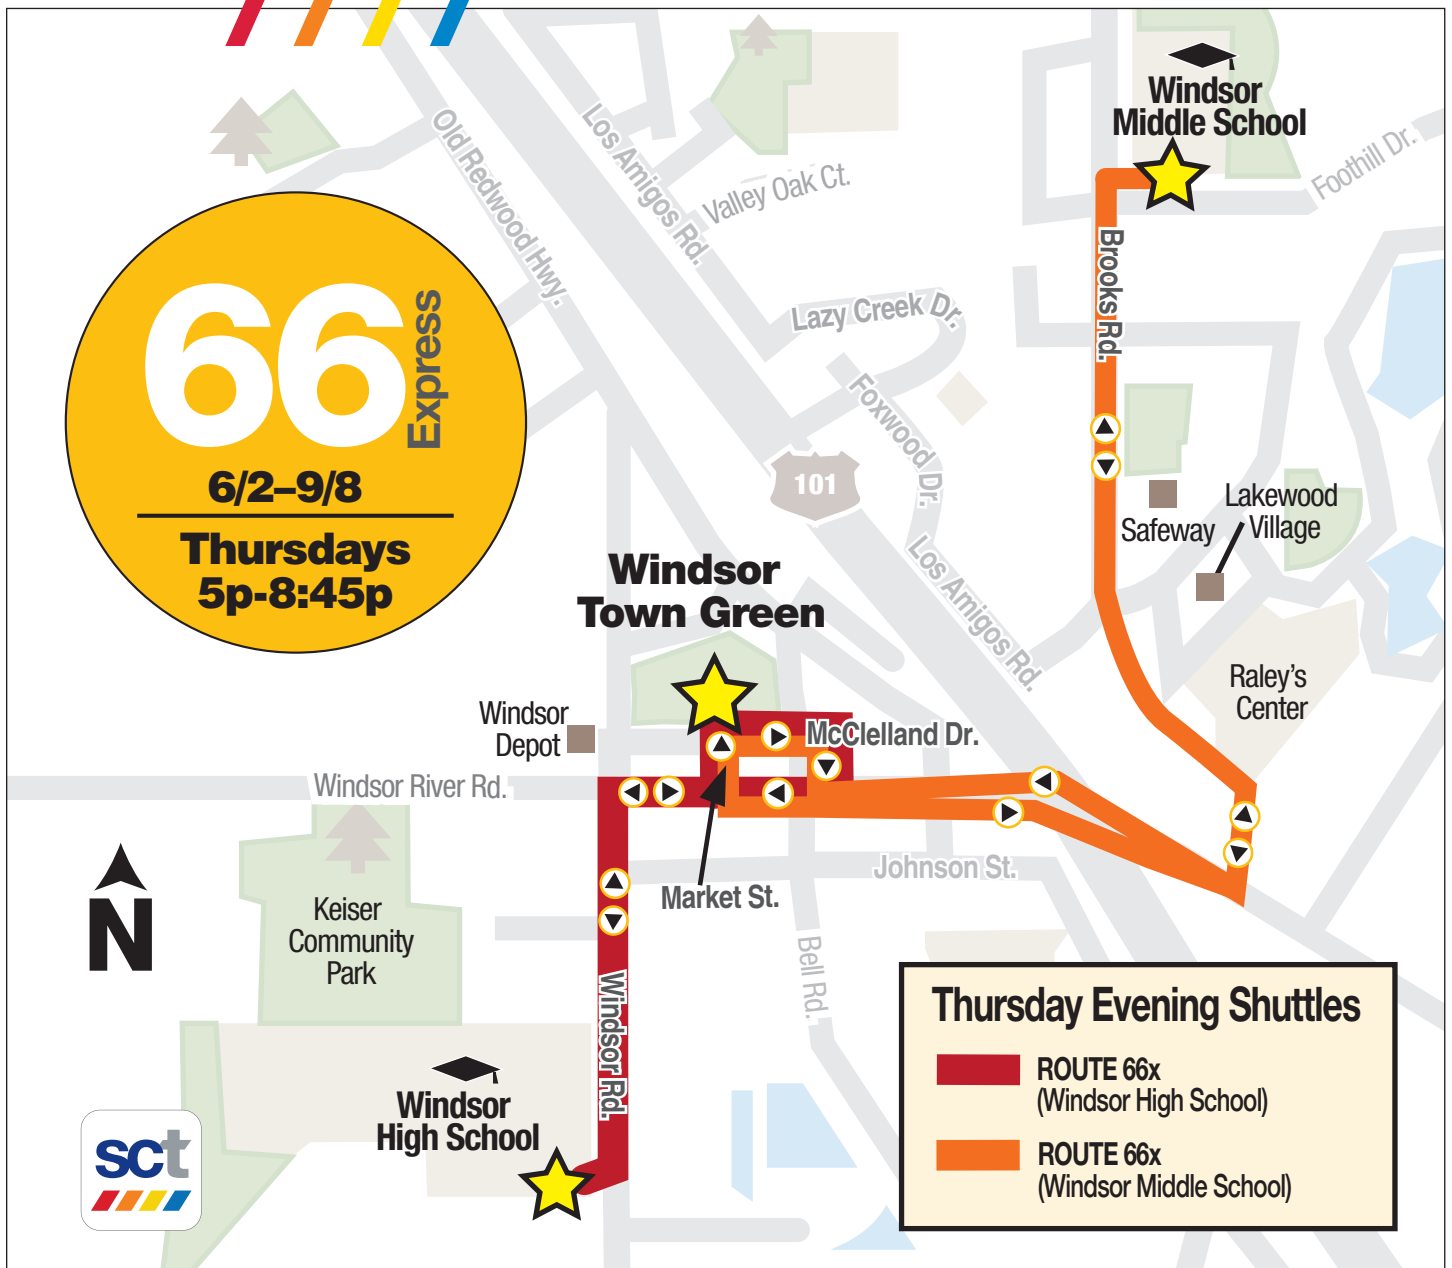 Windsor
Middle School
Foothill Dr.
Old Redwood Hwy.
Los Amigos Rd.
Valley Oak Ct.
Brooks Rd.
Lazy Creek Dr.
Foxwood Dr.
66
Express
6/2–9/8
Thursdays
5p-8:45p
101
Safeway
Lakewood
Village
Windsor
Town Green
Los Amigos Rd.
Raley's
Center
Windsor
Depot
McClelland Dr.
Windsor River Rd.
Johnson St.
Market St.
N
Keiser
Community
Park
Bell Rd.
Windsor Rd.
Windsor
High School
sct
Thursday Evening Shuttles
ROUTE 66x
(Windsor High School)
ROUTE 66x
(Windsor Middle School)